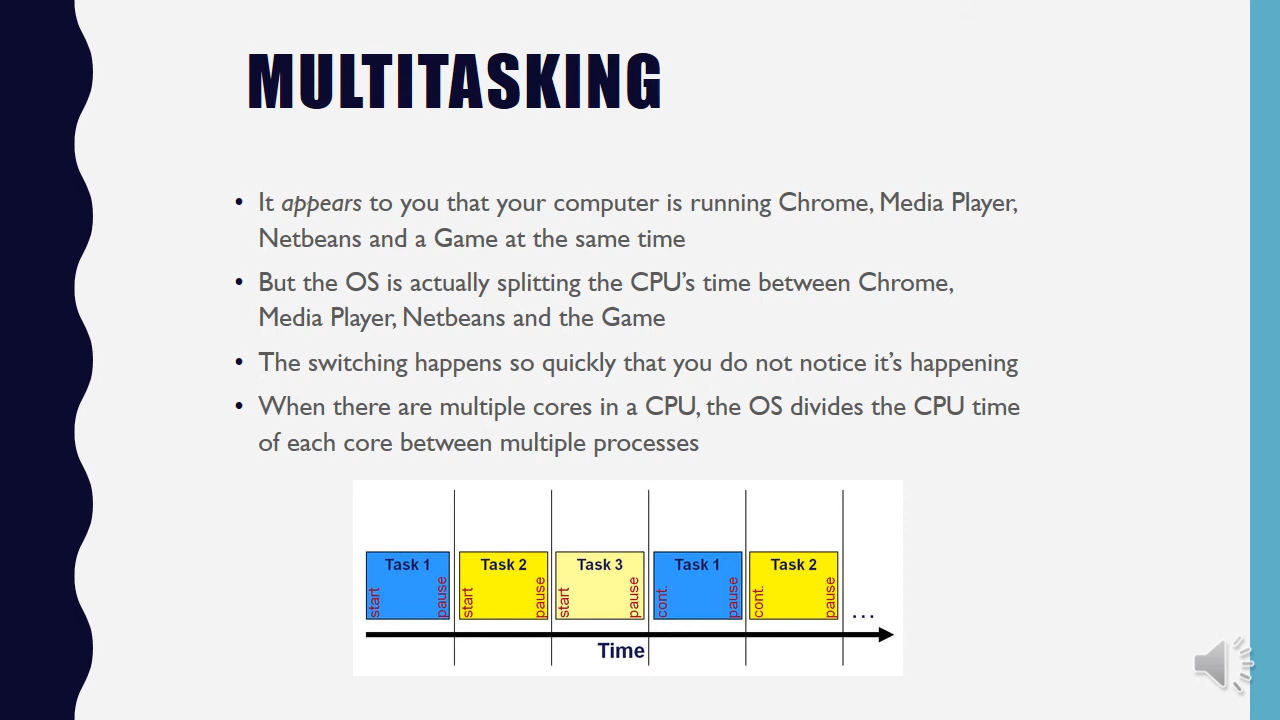 MULTITASKING
• It appears to you that your computer is running Chrome, Media Player,
Netbeans and a Game at the same time
• But the OS is actually splitting the CPU’s time between Chrome,
Media Player, Netbeans and the Game
• The switching happens so quickly that you do not notice it’s happening
• When there are multiple cores in a CPU, the OS divides the CPU time
of each core between multiple processes
Task 1
start
pause
Task 2
start
pause
Task 3
start
pause
Task 1
cont.
pause
Task 2
cont.
pause
...
Time